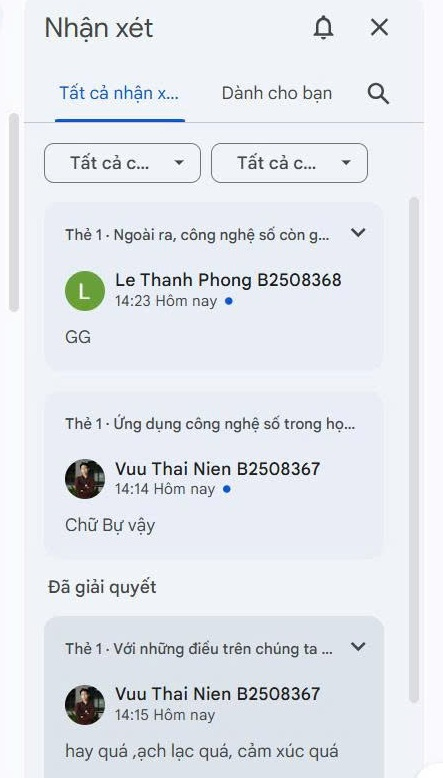 Nhận xét
Tất cả nhận x...
Dành cho bạn
Tất cả c...
Tất cả c...
Thẻ 1 · Ngoài ra, công nghệ số còn g...
L
Le Thanh Phong B2508368
14:23 Hôm nay
GG
Thẻ 1 · Ứng dụng công nghệ số trong họ...
Vuu Thai Nien B2508367
14:14 Hôm nay
Chữ Bự vậy
Đã giải quyết
Thẻ 1 · Với những điều trên chúng ta ...
Vuu Thai Nien B2508367
14:15 Hôm nay
hay quá ,ạch lạc quá, cảm xúc quá